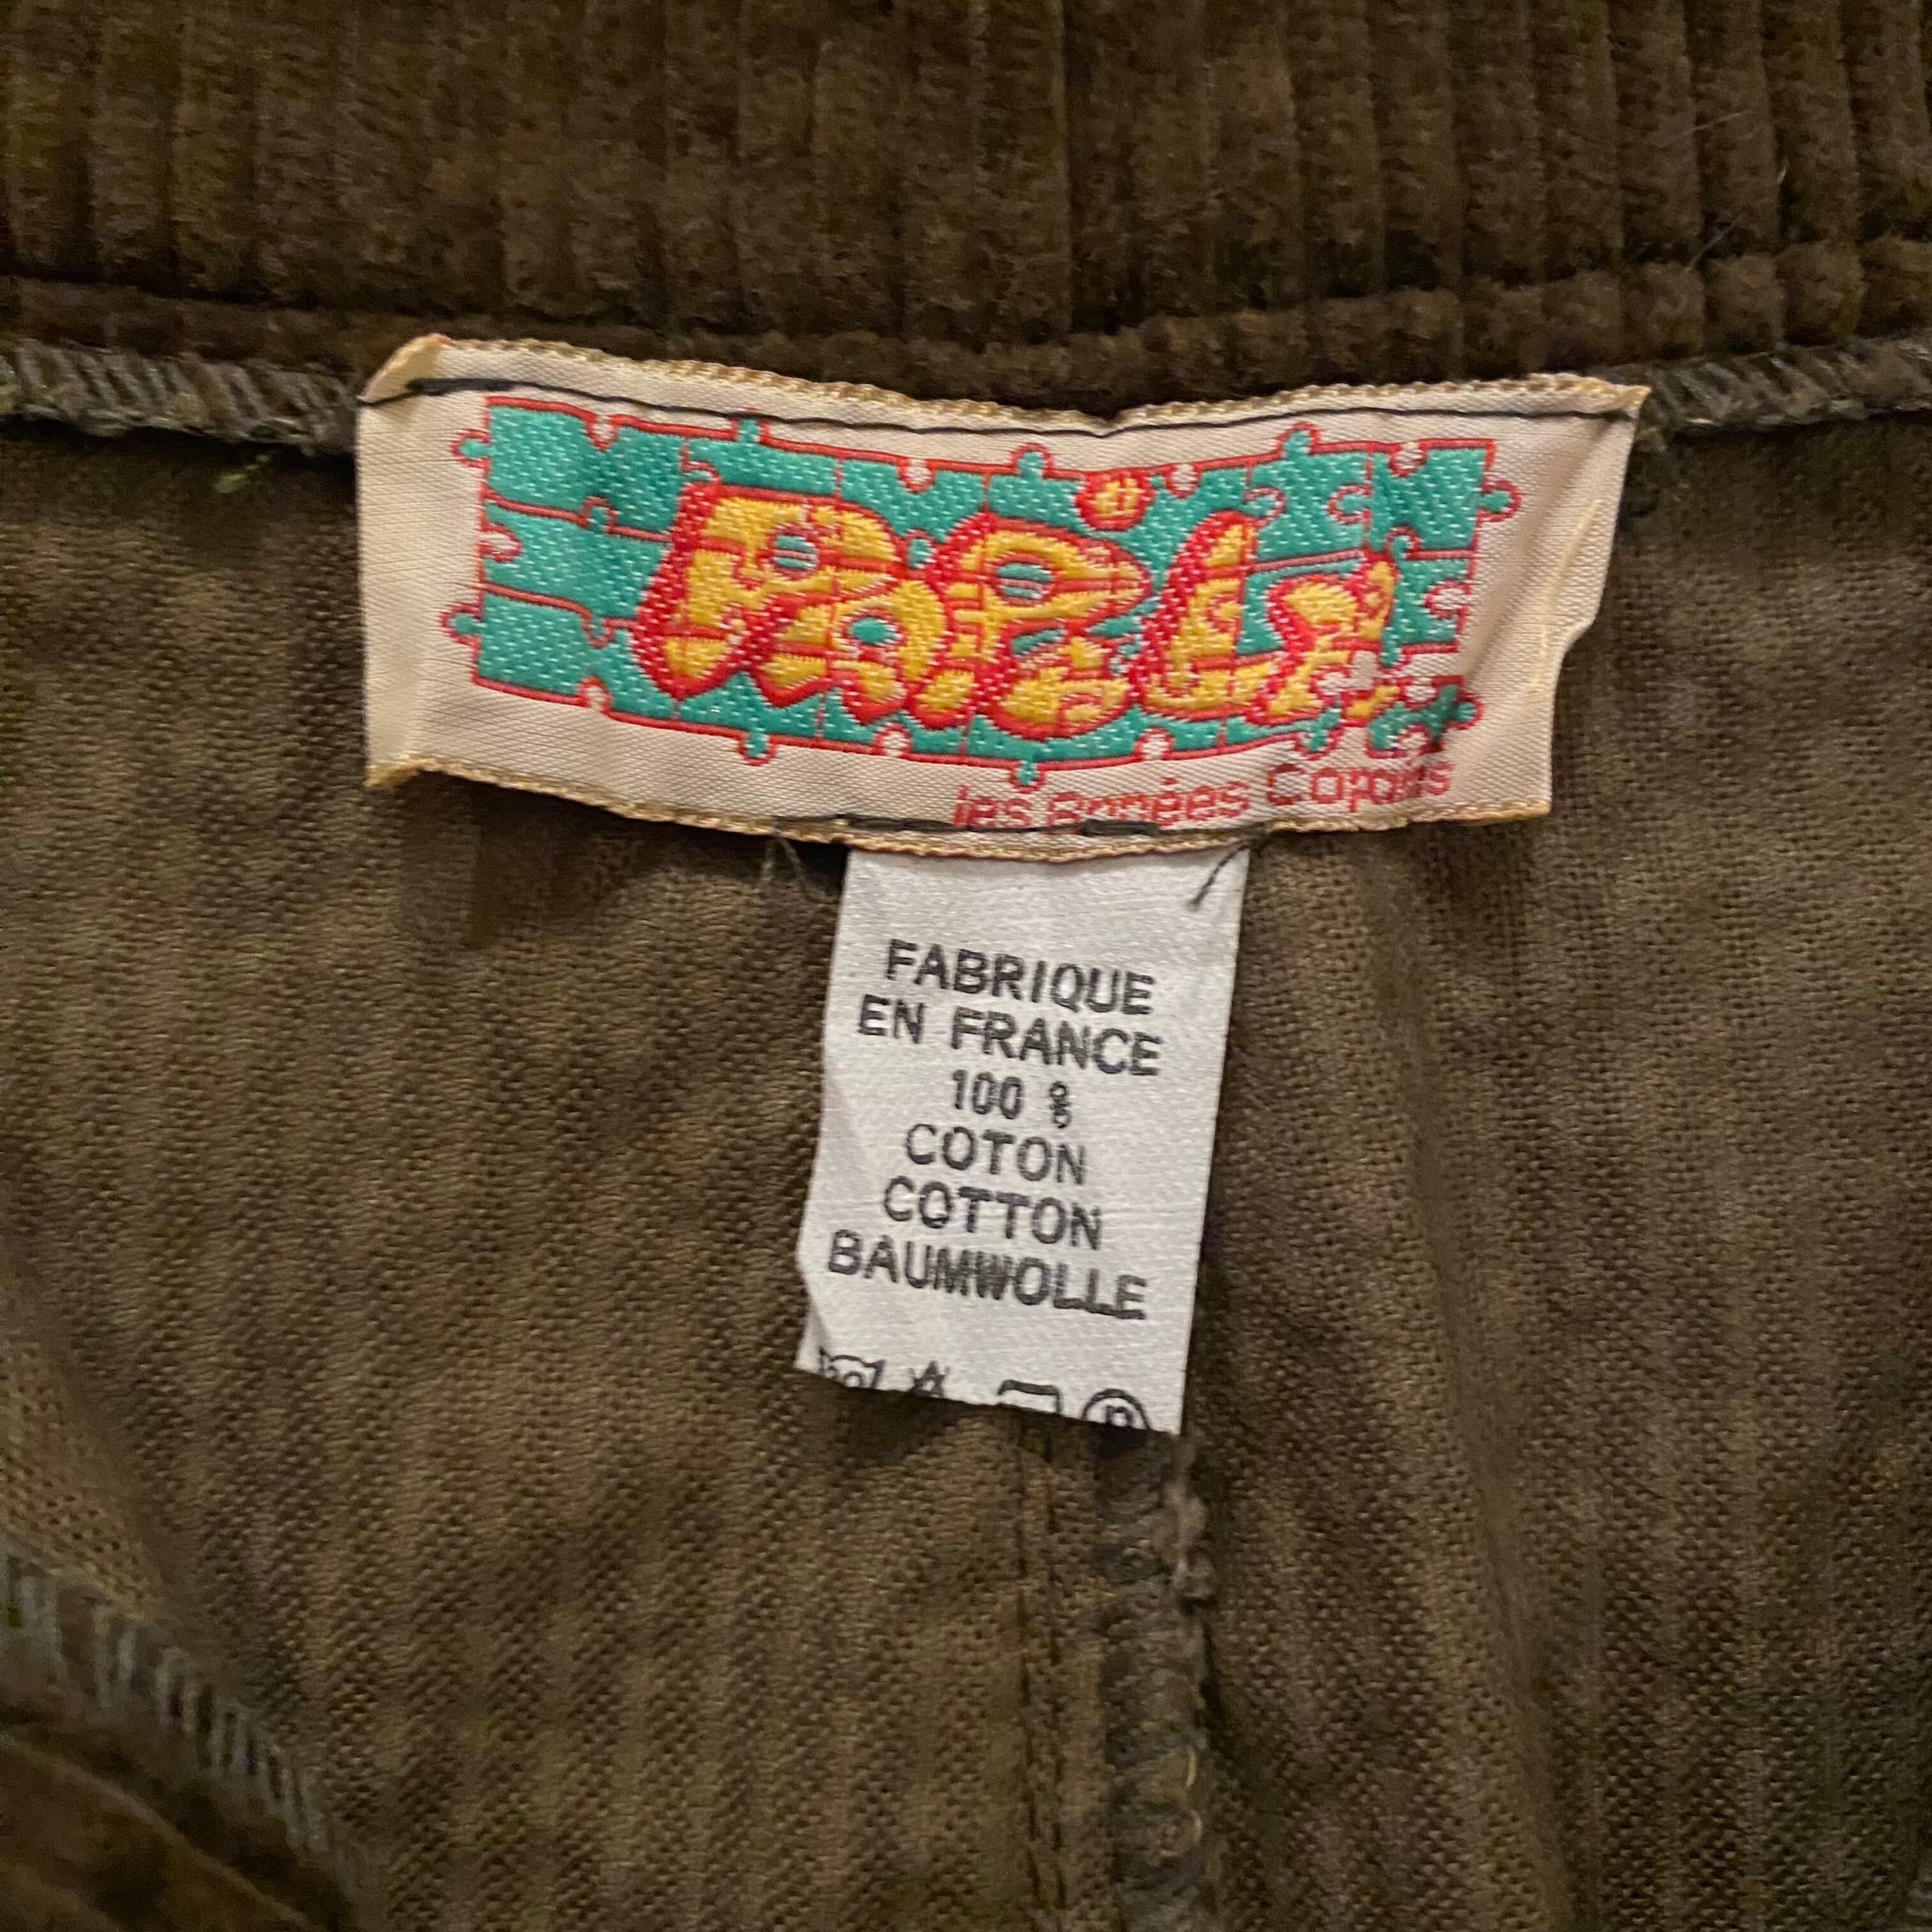 les Années Copains
FABRIQUE
EN FRANCE
100 %
COTON
COTTON
BAUMWOLLE